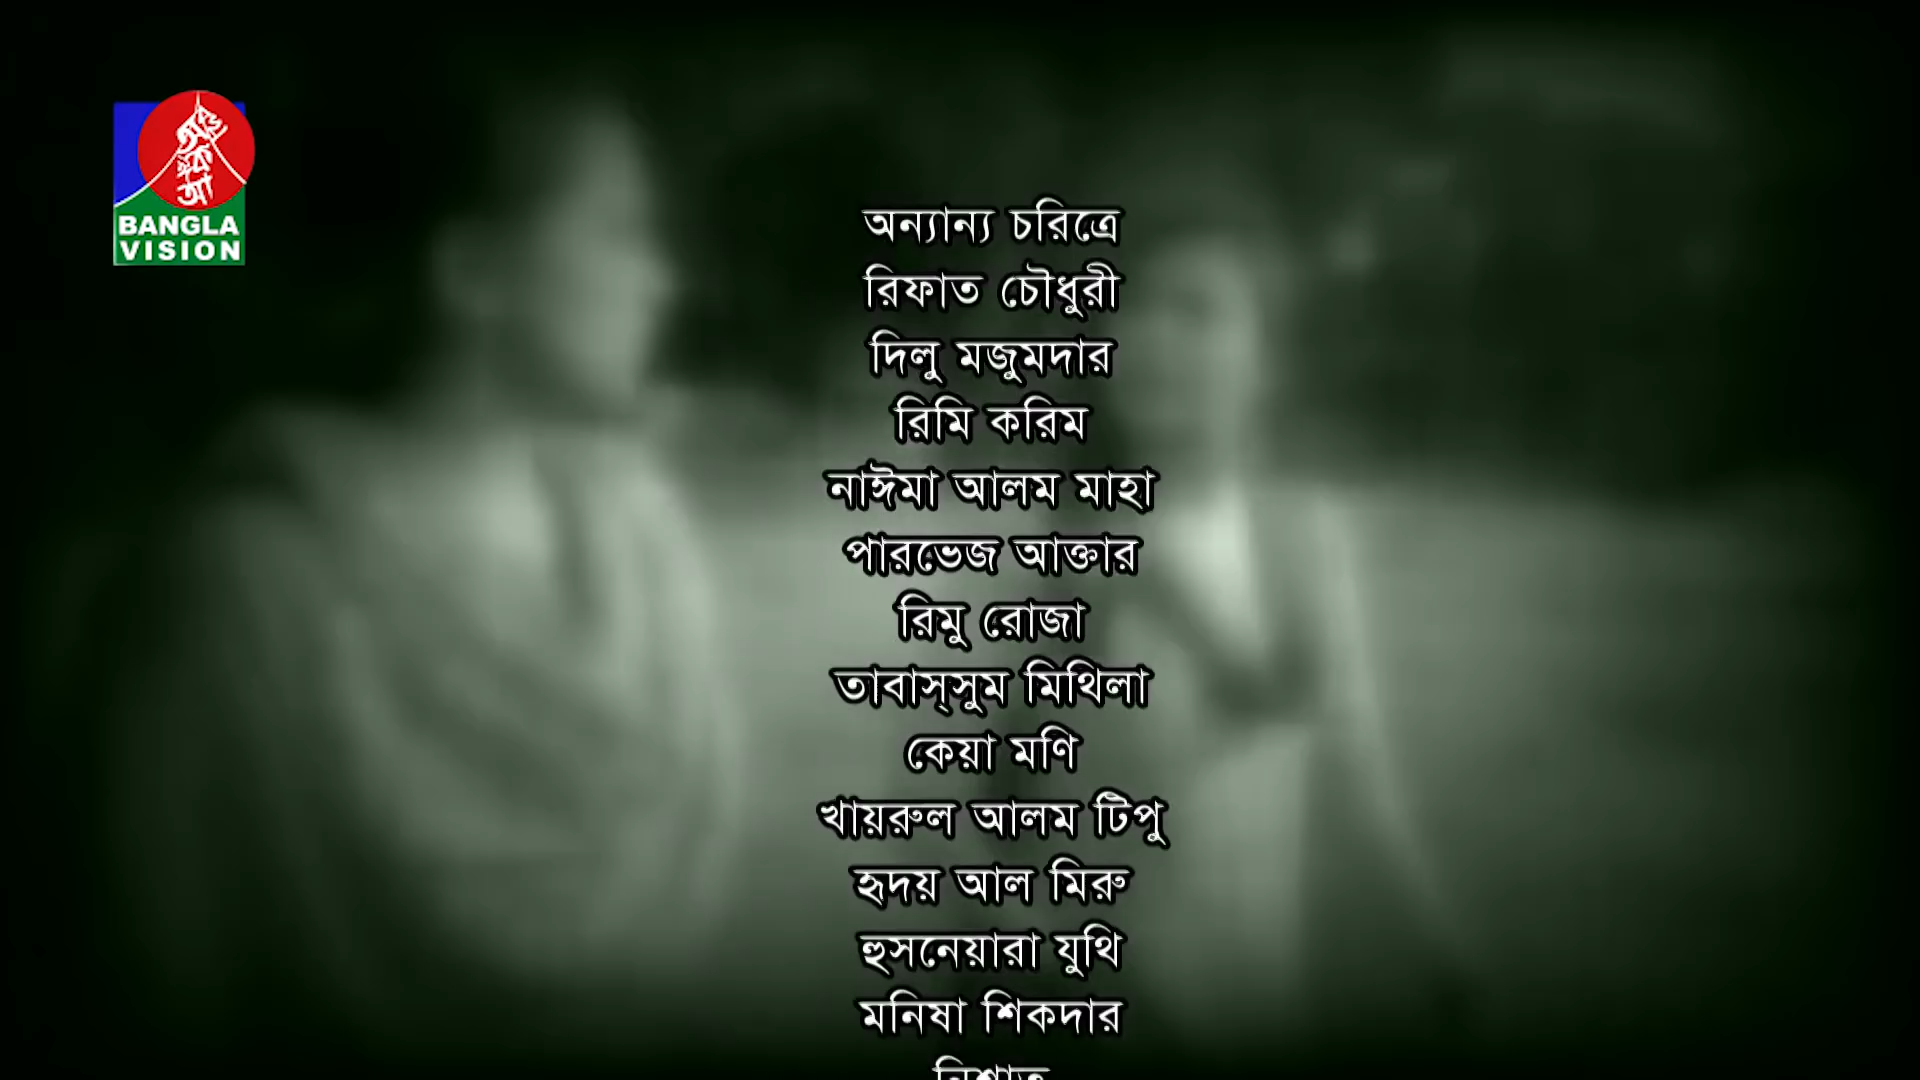 BANGLA
VISION
অন্যান্য চরিত্রে
রিফাত চৌধুরী
দিলু মজুমদার
রিমি করিম
নাঈমা আলম মাহা
পারভেজ আক্তার
রিমু রোজা
তাবাস্‌সুম মিথিলা
কেয়া মণি
খায়রুল আলম টিপু
হৃদয় আল মিরু
হুসনেয়ারা যুথি
মনিষা শিকদার